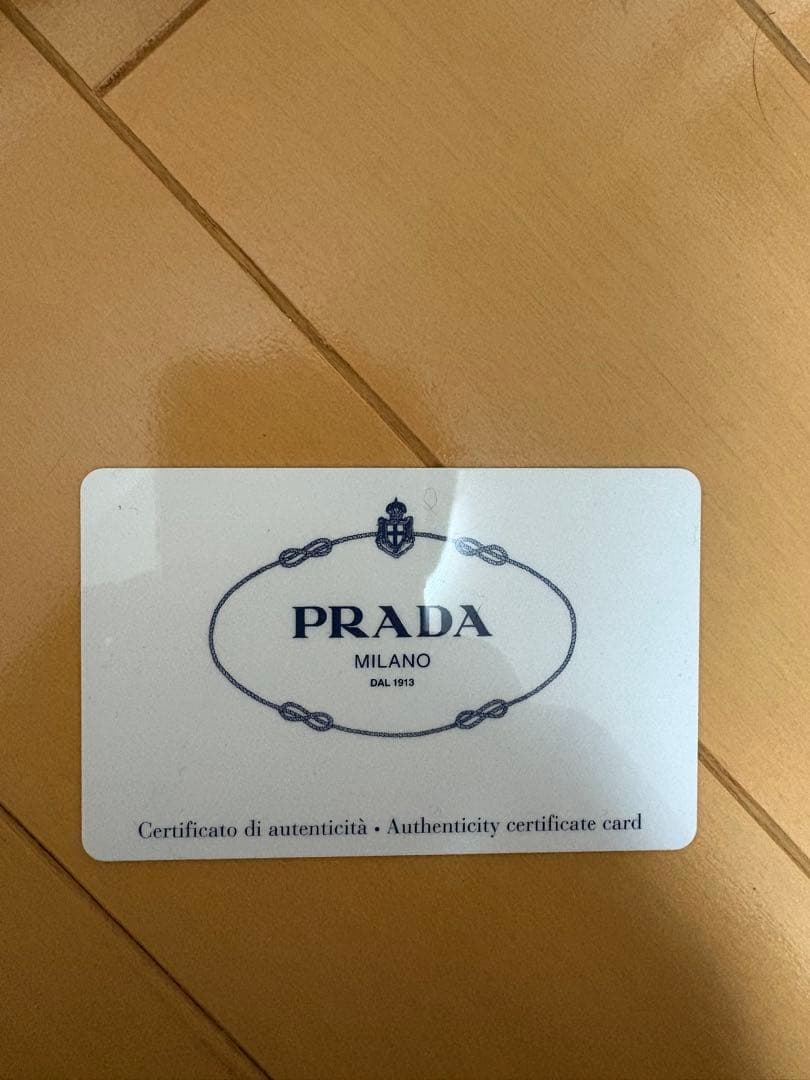 PRADA
MILANO
DAL 1913
Certificato di autenticità • Authenticity certificate card